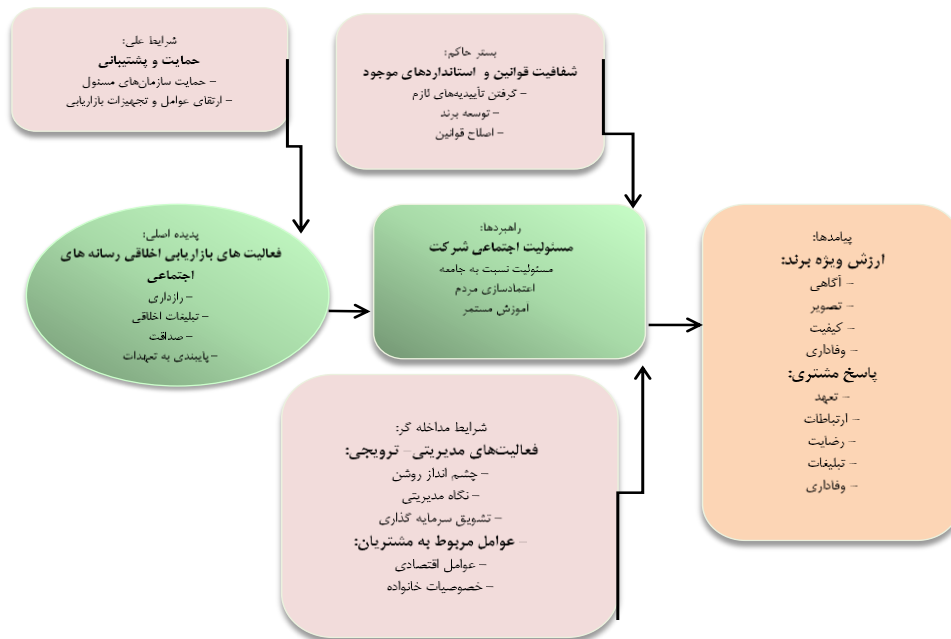 شرایط علی:
حمایت و پشتیبانی
– حمایت سازمان‌های مسئول
– ارتقای عوامل و تجهیزات بازاریابی
بستر حاکم:
شفافیت قوانین و استانداردهای موجود
– گرفتن تأییدیه‌های لازم
– توسعه برند
– اصلاح قوانین
پدیده اصلی:
فعالیت های بازاریابی اخلاقی رسانه های
اجتماعی
– رازداری
– تبلیغات اخلاقی
– صداقت
– پایبندی به تعهدات
راهبردها:
مسئولیت اجتماعی شرکت
مسئولیت نسبت به جامعه
اعتمادسازی مردم
آموزش مستمر
پیامدها:
ارزش ویژه برند:
– آگاهی
– تصویر
– کیفیت
– وفاداری
پاسخ مشتری:
– تعهد
– ارتباطات
– رضایت
– تبلیغات
– وفاداری
شرایط مداخله گر:
فعالیت‌های مدیریتی– ترویجی:
– چشم انداز روشن
– نگاه مدیریتی
– تشویق سرمایه گذاری
– عوامل مربوط به مشتریان:
– عوامل اقتصادی
– خصوصیات خانواده